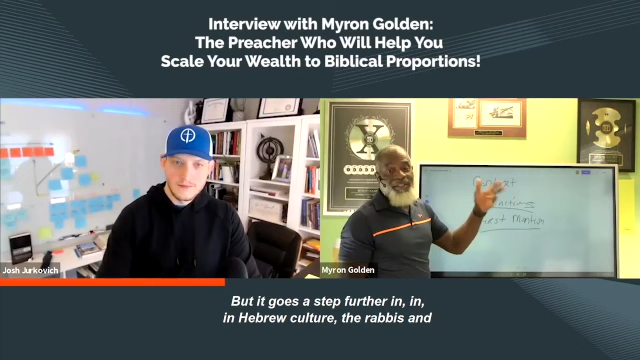 Interview with Myron Golden:
The Preacher Who Will Help You
Scale Your Wealth to Biblical Proportions!
Context
Josh Jurkovich
Myron Golden
But it goes a step further in, in,
in Hebrew culture, the rabbis and